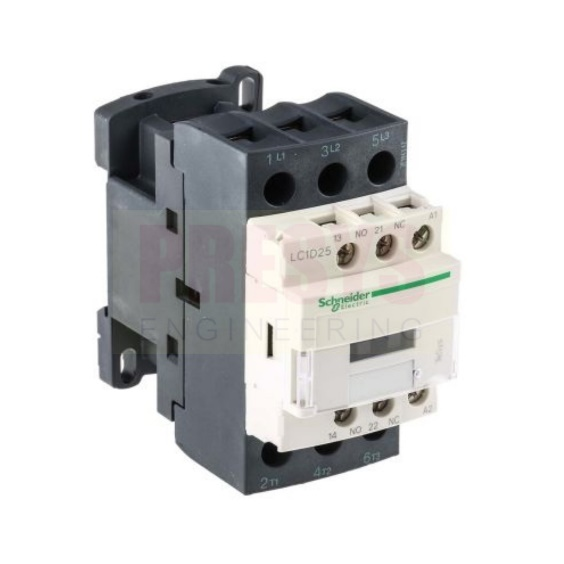 1 L1 3 L2 5 L3
13 NO 21 NC A1
LC1D25
Schneider
Electric
PRESYS
ENGINEERING
14 NO 22 NC A2
2 T1 4 T2 6 T3